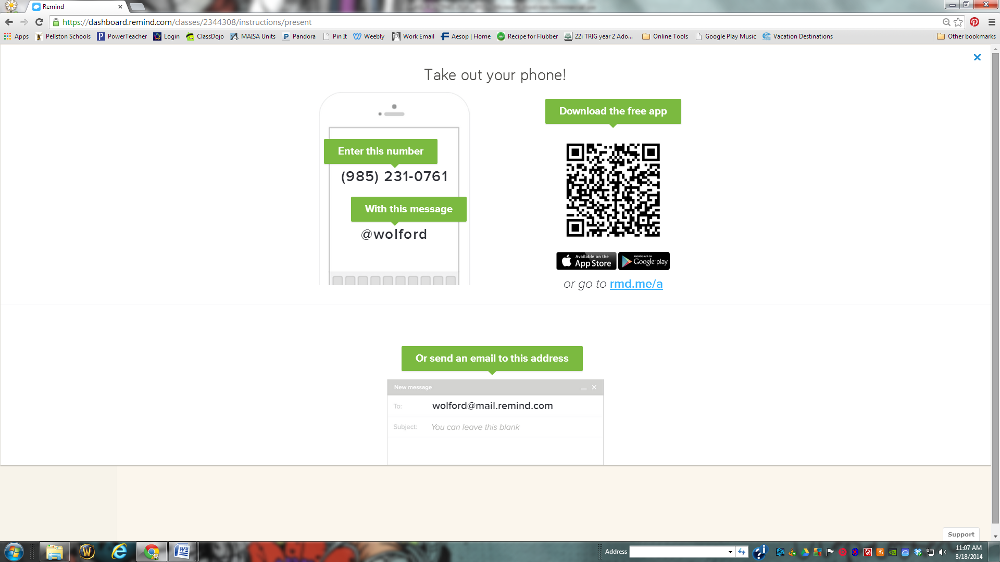 Remind
https://dashboard.remind.com/classes/2344308/instructions/present
Apps Pellston Schools PowerTeacher Login ClassDojo MAISA Units Pandora Pin It Weebly Work Email Aesop | Home Recipe for Flubber 22i TRIG year 2 Ado... Online Tools Google Play Music Vacation Destinations Other bookmarks
Take out your phone!
Enter this number
(985) 231-0761
With this message
@wolford
Download the free app
Available on the App Store
ANDROID APP ON Google play
or go to rmd.me/a
Or send an email to this address
New message
To: wolford@mail.remind.com
Subject: You can leave this blank
Support
Address
11:07 AM
8/18/2014